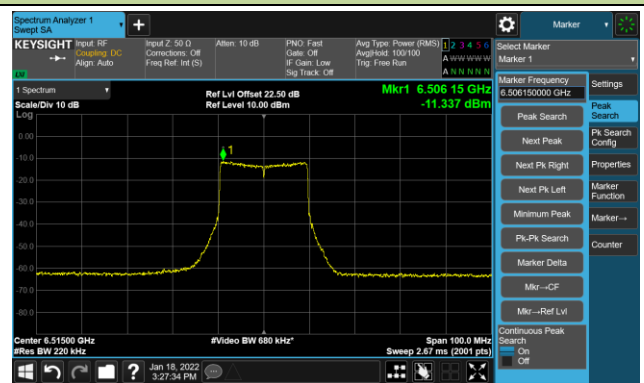 Spectrum Analyzer 1
Swept SA
Marker
KEYSIGHT
Input: RF
Coupling: DC
Align: Auto
Input Z: 50 Ω
Corrections: Off
Freq Ref: Int (S)
Atten: 10 dB
PNO: Fast
Gate: Off
IF Gain: Low
Sig Track: Off
Avg Type: Power (RMS)
Avg|Hold: 100/100
Trig: Free Run
1 2 3 4 5 6
A W W W W W
A N N N N N
Select Marker
Marker 1
LW
1 Spectrum
Scale/Div 10 dB
Log
Ref Lvl Offset 22.50 dB
Ref Level 10.00 dBm
Mkr1 6.506 15 GHz
-11.337 dBm
0.00
-10.0
-20.0
-30.0
-40.0
-50.0
-60.0
-70.0
-80.0
1
Center 6.51500 GHz
#Res BW 220 kHz
#Video BW 680 kHz*
Span 100.0 MHz
Sweep 2.67 ms (2001 pts)
Marker Frequency
6.506150000 GHz
Peak Search
Next Peak
Next Pk Right
Next Pk Left
Minimum Peak
Pk-Pk Search
Marker Delta
Mkr→CF
Mkr→Ref Lvl
Continuous Peak
Search
On
Off
Settings
Peak
Search
Pk Search
Config
Properties
Marker
Function
Marker→
Counter
?
Jan 18, 2022
3:27:34 PM